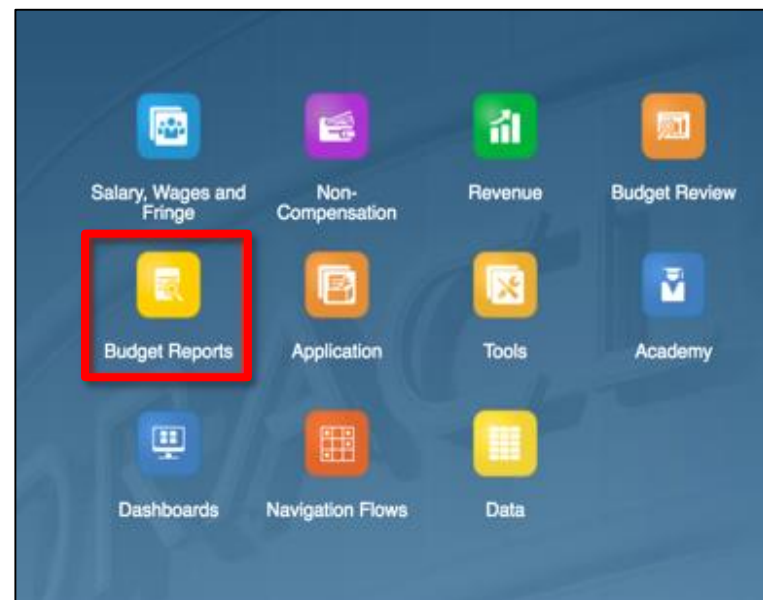 Salary, Wages and
Fringe
Non-
Compensation
Revenue
Budget Review
Budget Reports
Application
Tools
Academy
Dashboards
Navigation Flows
Data